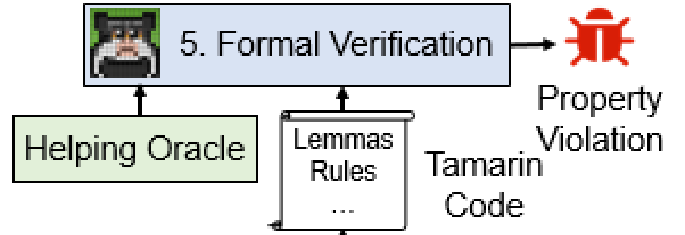 5. Formal Verification
Property
Violation
Helping Oracle
Lemmas
Rules
...
Tamarin
Code